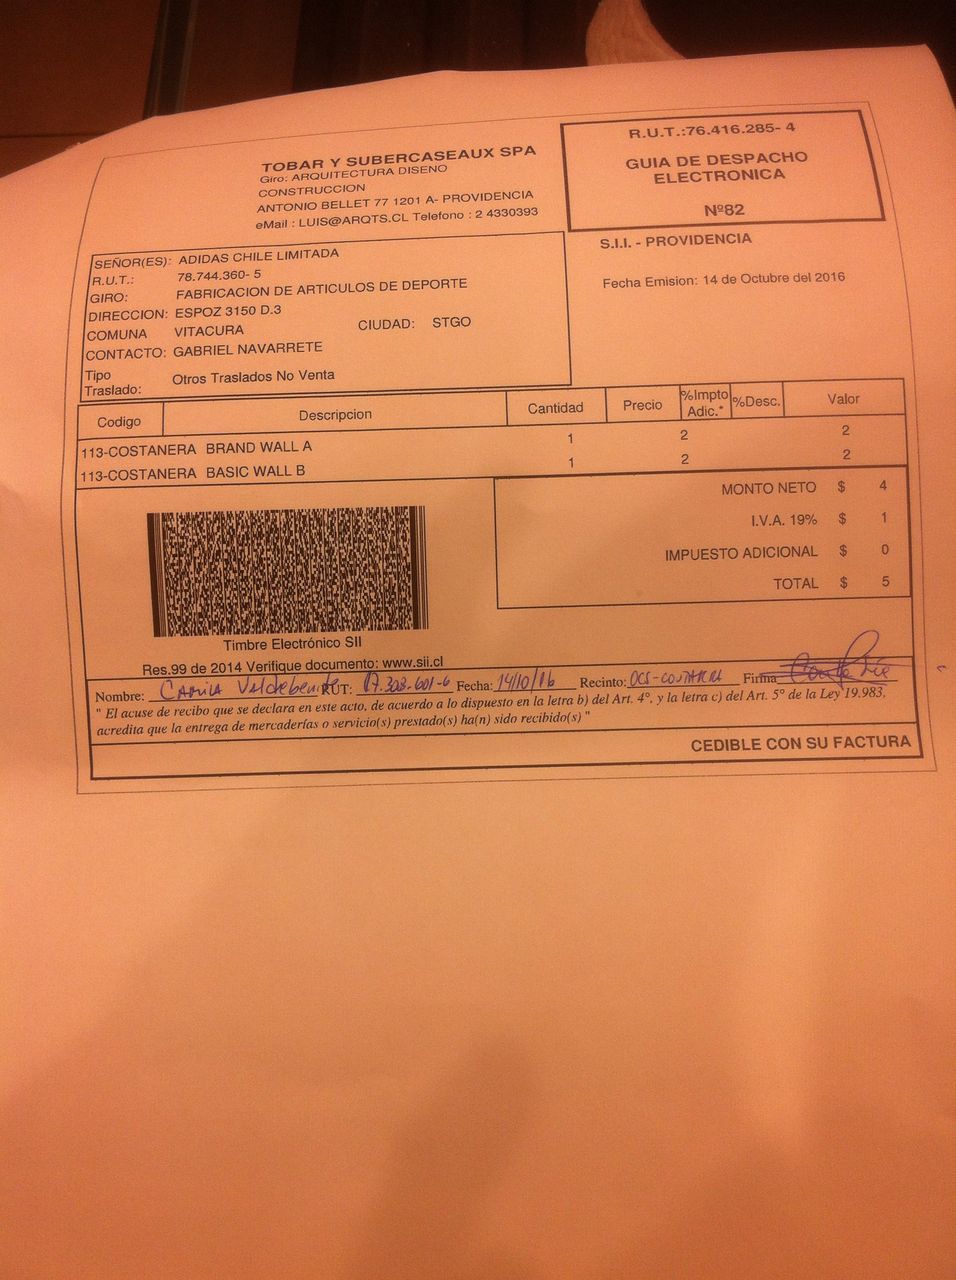 TOBAR Y SUBERCASEAUX SPA
Giro: ARQUITECTURA DISENO
CONSTRUCCION
ANTONIO BELLET 77 1201 A- PROVIDENCIA
eMail : LUIS@ARQTS.CL Telefono : 2 4330393
R.U.T.:76.416.285- 4
GUIA DE DESPACHO
ELECTRONICA
Nº82
S.I.I. - PROVIDENCIA
Fecha Emision: 14 de Octubre del 2016
SEÑOR(ES): ADIDAS CHILE LIMITADA
R.U.T.: 78.744.360- 5
GIRO: FABRICACION DE ARTICULOS DE DEPORTE
DIRECCION: ESPOZ 3150 D.3
COMUNA VITACURA CIUDAD: STGO
CONTACTO: GABRIEL NAVARRETE
Tipo
Traslado: Otros Traslados No Venta
Codigo Descripcion Cantidad Precio %Impto Adic.* %Desc. Valor
113-COSTANERA BRAND WALL A 1 2 2
113-COSTANERA BASIC WALL B 1 2 2
MONTO NETO $ 4
I.V.A. 19% $ 1
IMPUESTO ADICIONAL $ 0
TOTAL $ 5
Timbre Electrónico SII
Res.99 de 2014 Verifique documento: www.sii.cl
Nombre: Camila Valdebenito RUT: 17.308.601-6 Fecha: 14/10/16 Recinto: OCS-COSTANERA Firma
" El acuse de recibo que se declara en este acto, de acuerdo a lo dispuesto en la letra b) del Art. 4°, y la letra c) del Art. 5° de la Ley 19.983,
acredita que la entrega de mercaderías o servicio(s) prestado(s) ha(n) sido recibido(s) "
CEDIBLE CON SU FACTURA